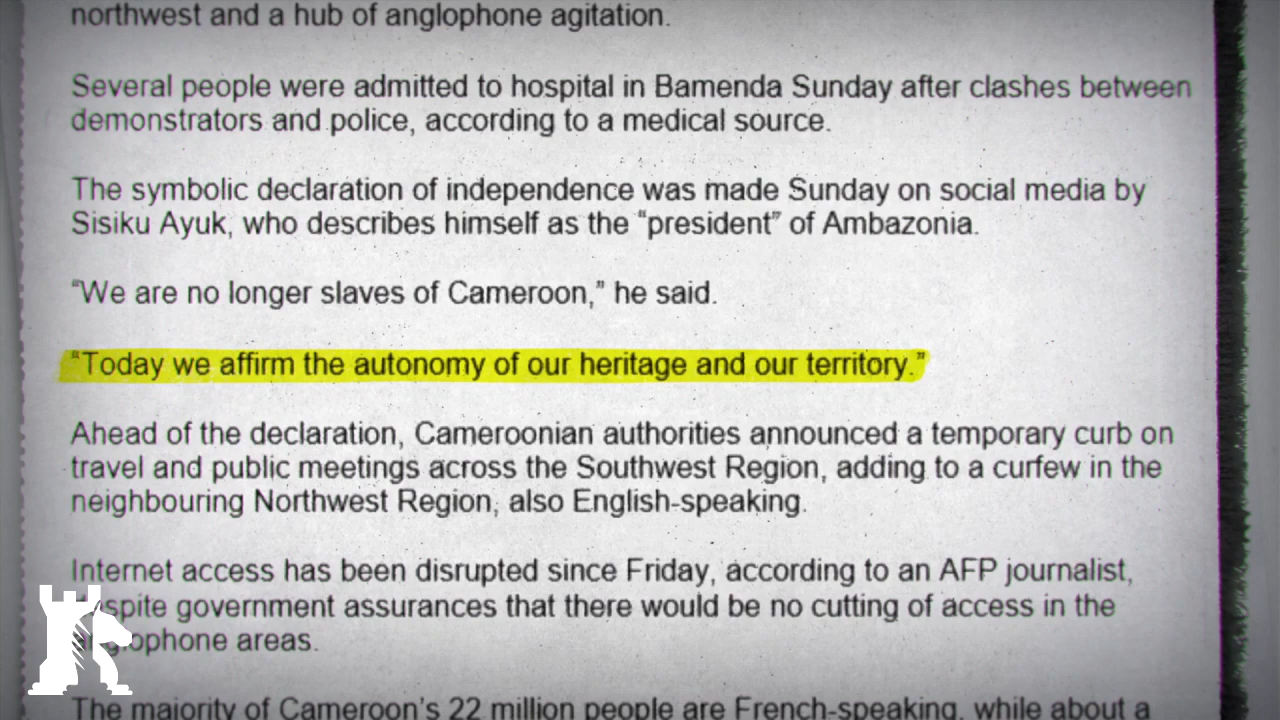 northwest and a hub of anglophone agitation.
Several people were admitted to hospital in Bamenda Sunday after clashes between
demonstrators and police, according to a medical source.
The symbolic declaration of independence was made Sunday on social media by
Sisiku Ayuk, who describes himself as the “president” of Ambazonia.
“We are no longer slaves of Cameroon,” he said.
“Today we affirm the autonomy of our heritage and our territory.”
Ahead of the declaration, Cameroonian authorities announced a temporary curb on
travel and public meetings across the Southwest Region, adding to a curfew in the
neighbouring Northwest Region, also English-speaking.
Internet access has been disrupted since Friday, according to an AFP journalist,
despite government assurances that there would be no cutting of access in the
anglophone areas.
The majority of Cameroon’s 22 million people are French-speaking, while about a